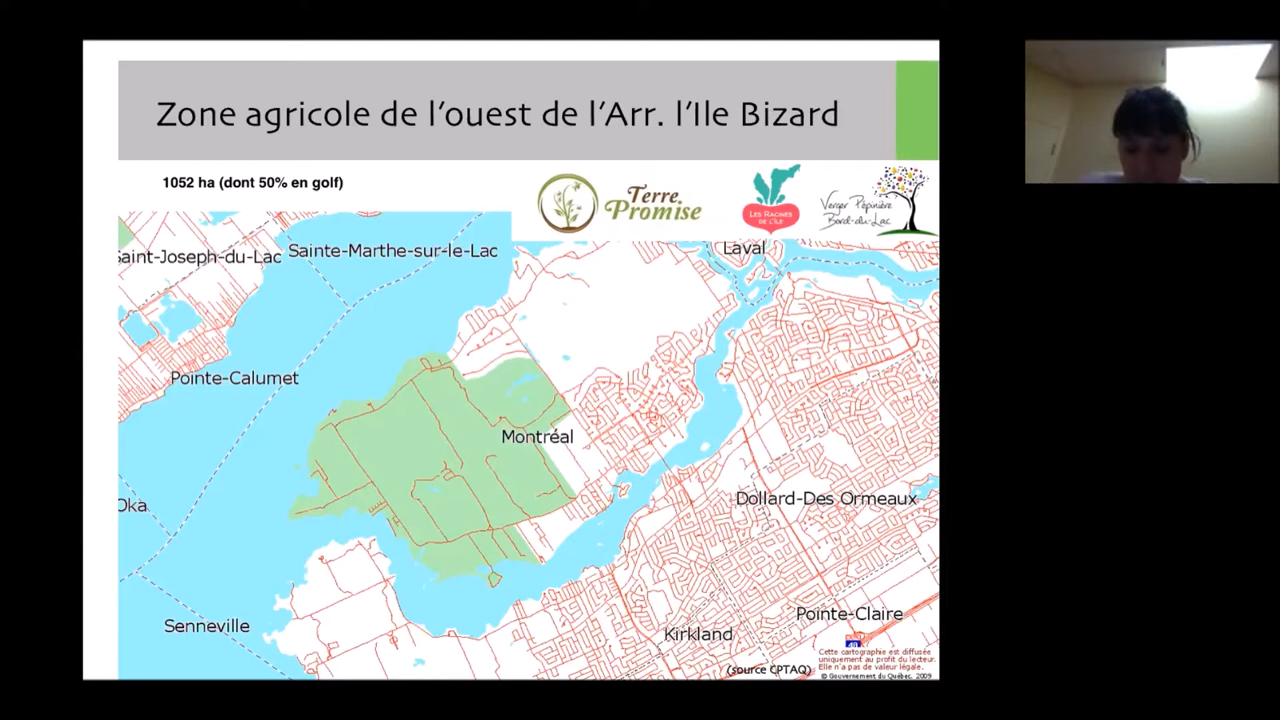 Zone agricole de l'ouest de l'Arr. l'Ile Bizard
1052 ha (dont 50% en golf)
Terre
Promise
LES RACINES
DE L'ÎLE
Verger Pépinière
Bord-du-Lac
Saint-Joseph-du-Lac
Sainte-Marthe-sur-le-Lac
Laval
Pointe-Calumet
Montréal
Oka
Dollard-Des Ormeaux
Senneville
Pointe-Claire
Kirkland
40
(source CPTAQ)
Cette cartographie est diffusée
uniquement au profit du lecteur.
Elle n'a pas de valeur légale.
© Gouvernement du Québec, 2009